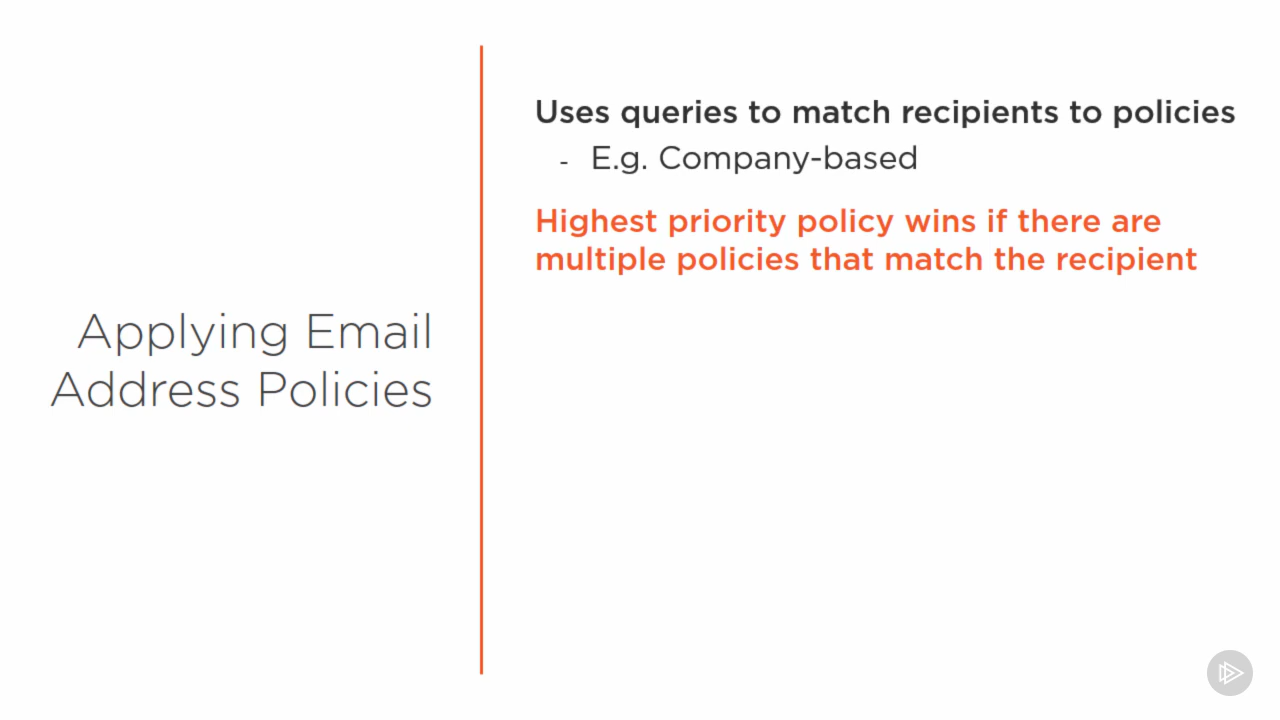 Applying Email
Address Policies
Uses queries to match recipients to policies
- E.g. Company-based
Highest priority policy wins if there are
multiple policies that match the recipient